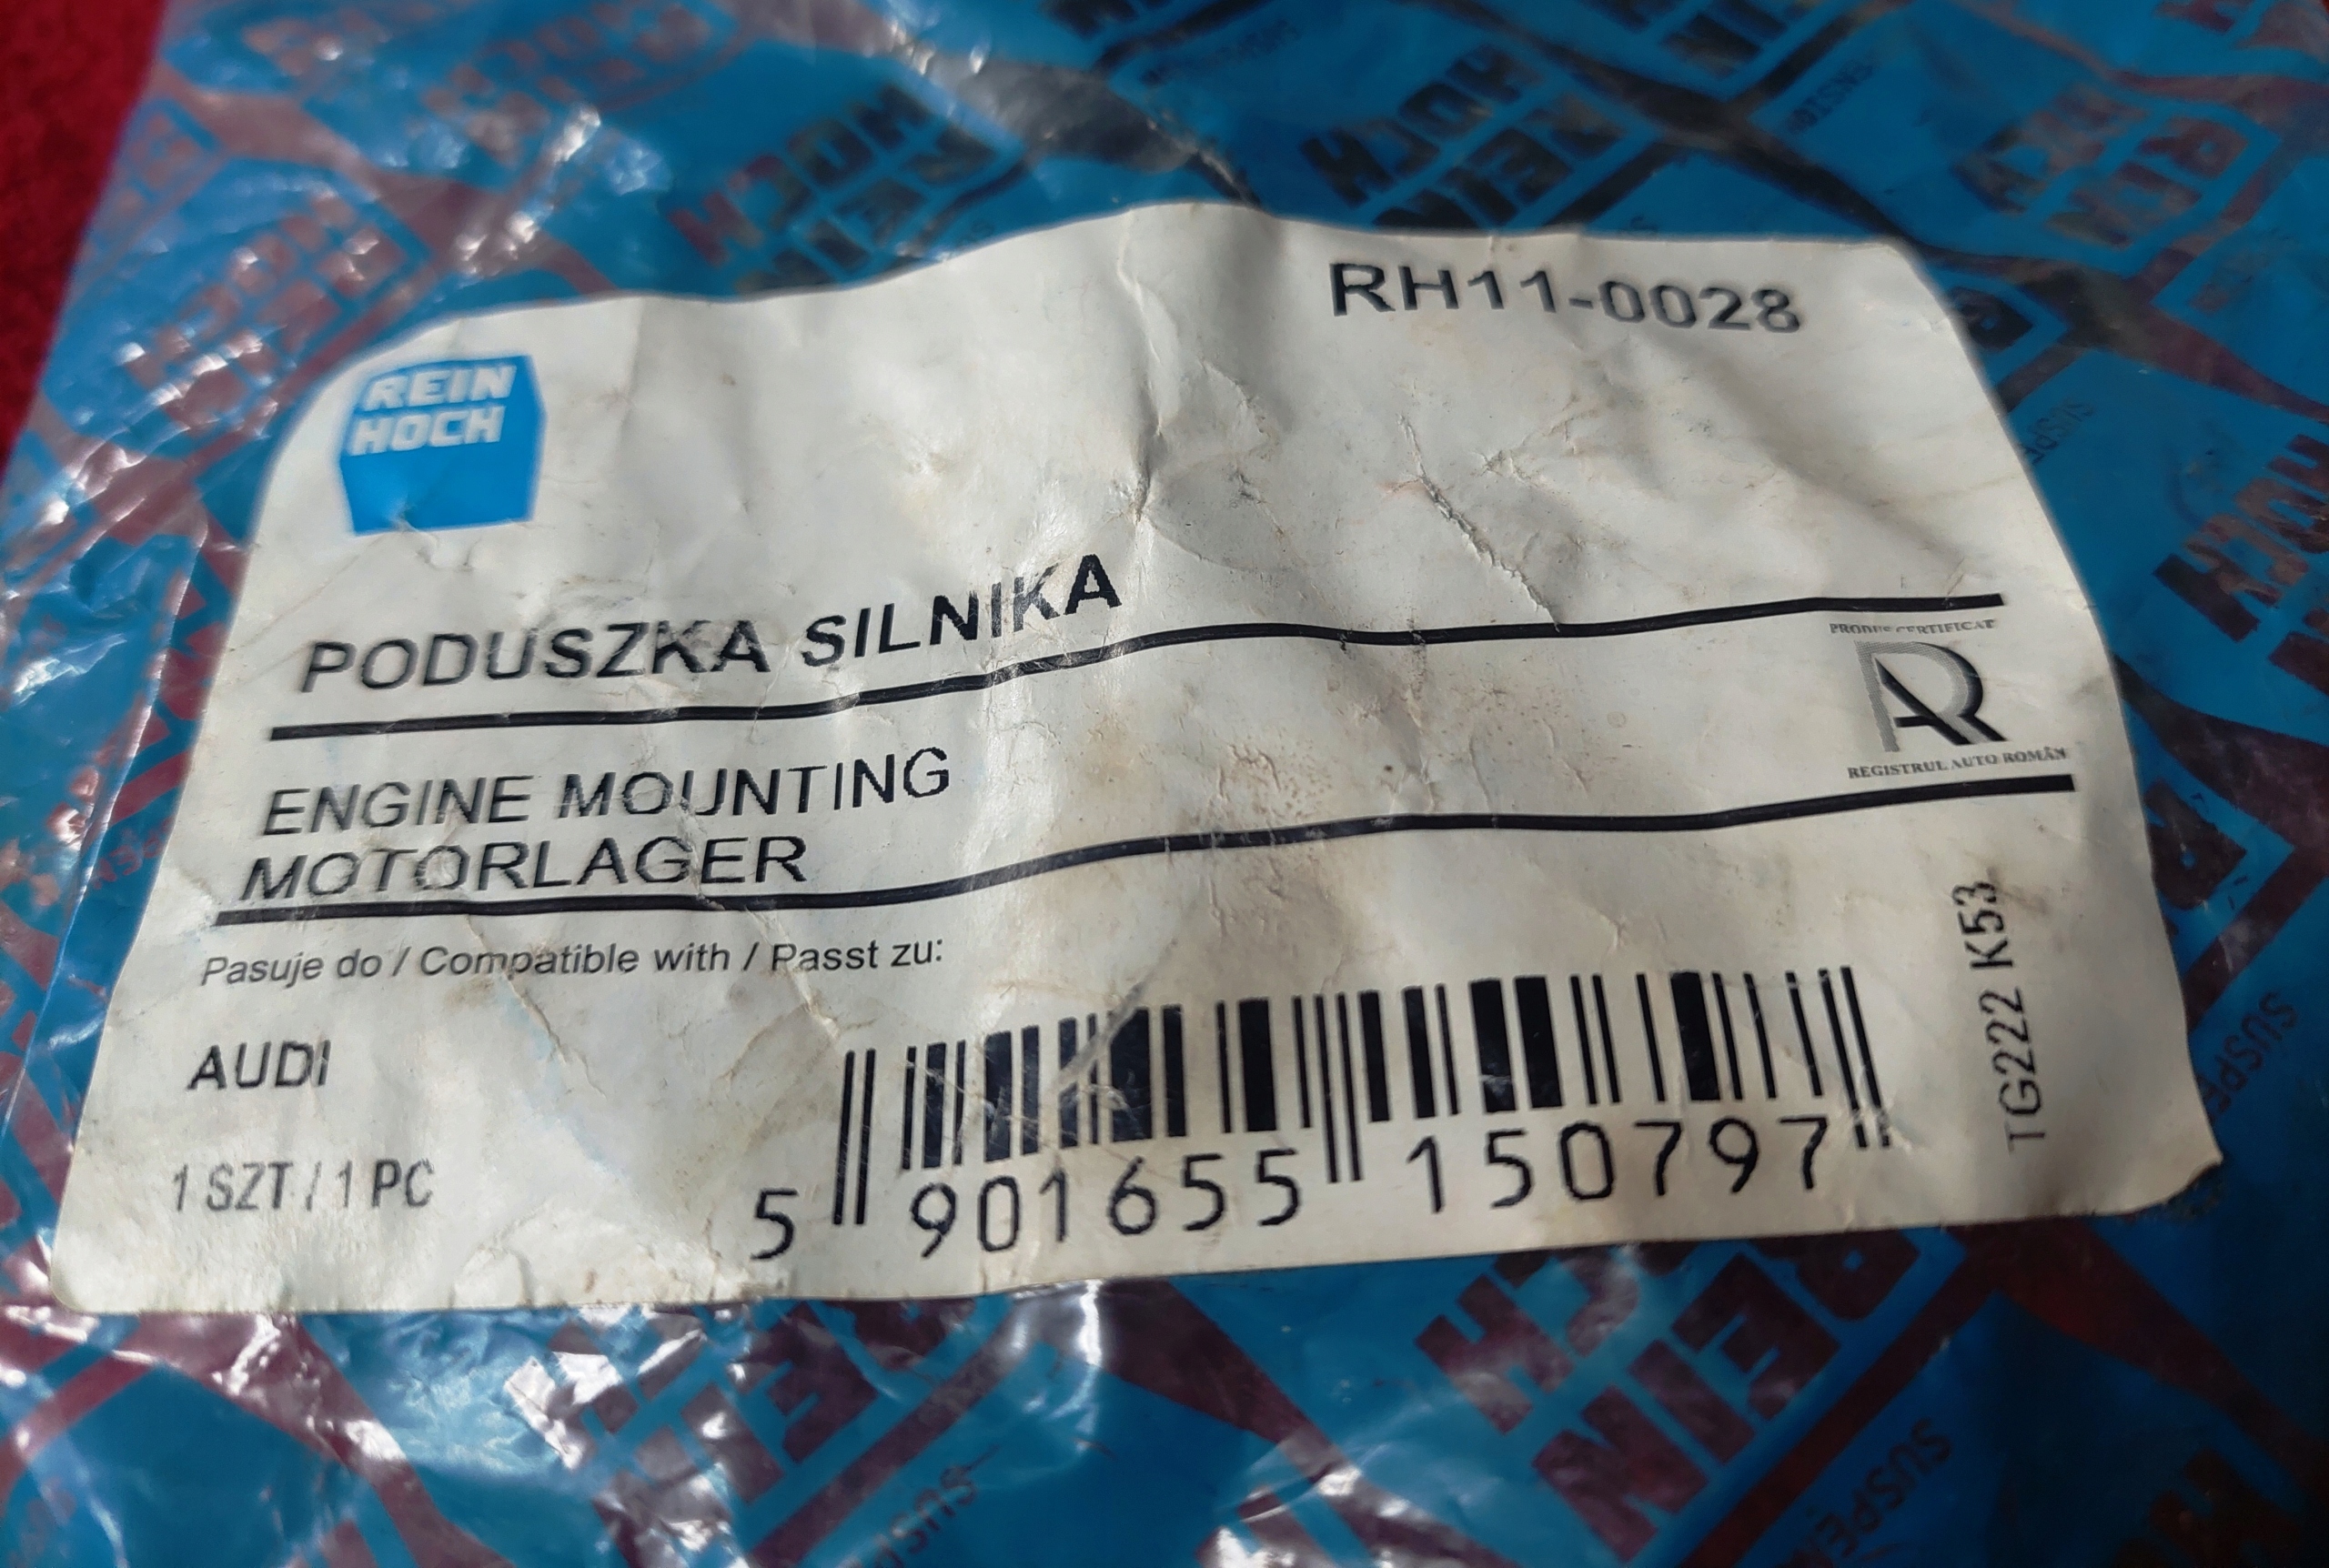 RH11-0028
REIN
HOCH
PODUSZKA SILNIKA
PRODUS CERTIFICAT
REGISTRUL AUTO ROMÂN
ENGINE MOUNTING
MOTORLAGER
Pasuje do / Compatible with / Passt zu:
AUDI
1 SZT / 1 PC
5 901655 150797
TG222 K53